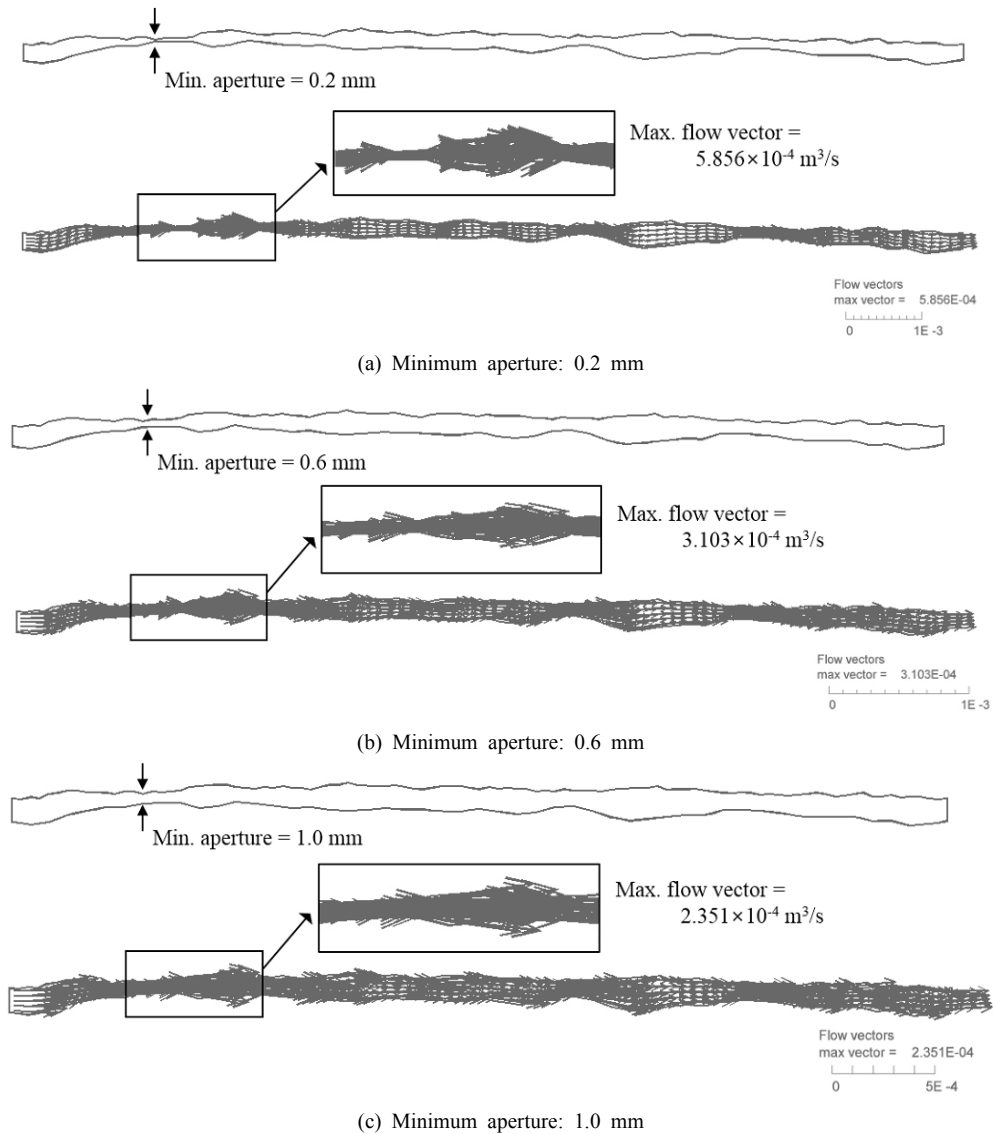 Min. aperture = 0.2 mm
Max. flow vector =
5.856×10⁻⁴ m³/s
Flow vectors
max vector = 5.856E-04
0 1E -3
(a) Minimum aperture: 0.2 mm
Min. aperture = 0.6 mm
Max. flow vector =
3.103×10⁻⁴ m³/s
Flow vectors
max vector = 3.103E-04
0 1E -3
(b) Minimum aperture: 0.6 mm
Min. aperture = 1.0 mm
Max. flow vector =
2.351×10⁻⁴ m³/s
Flow vectors
max vector = 2.351E-04
0 5E -4
(c) Minimum aperture: 1.0 mm